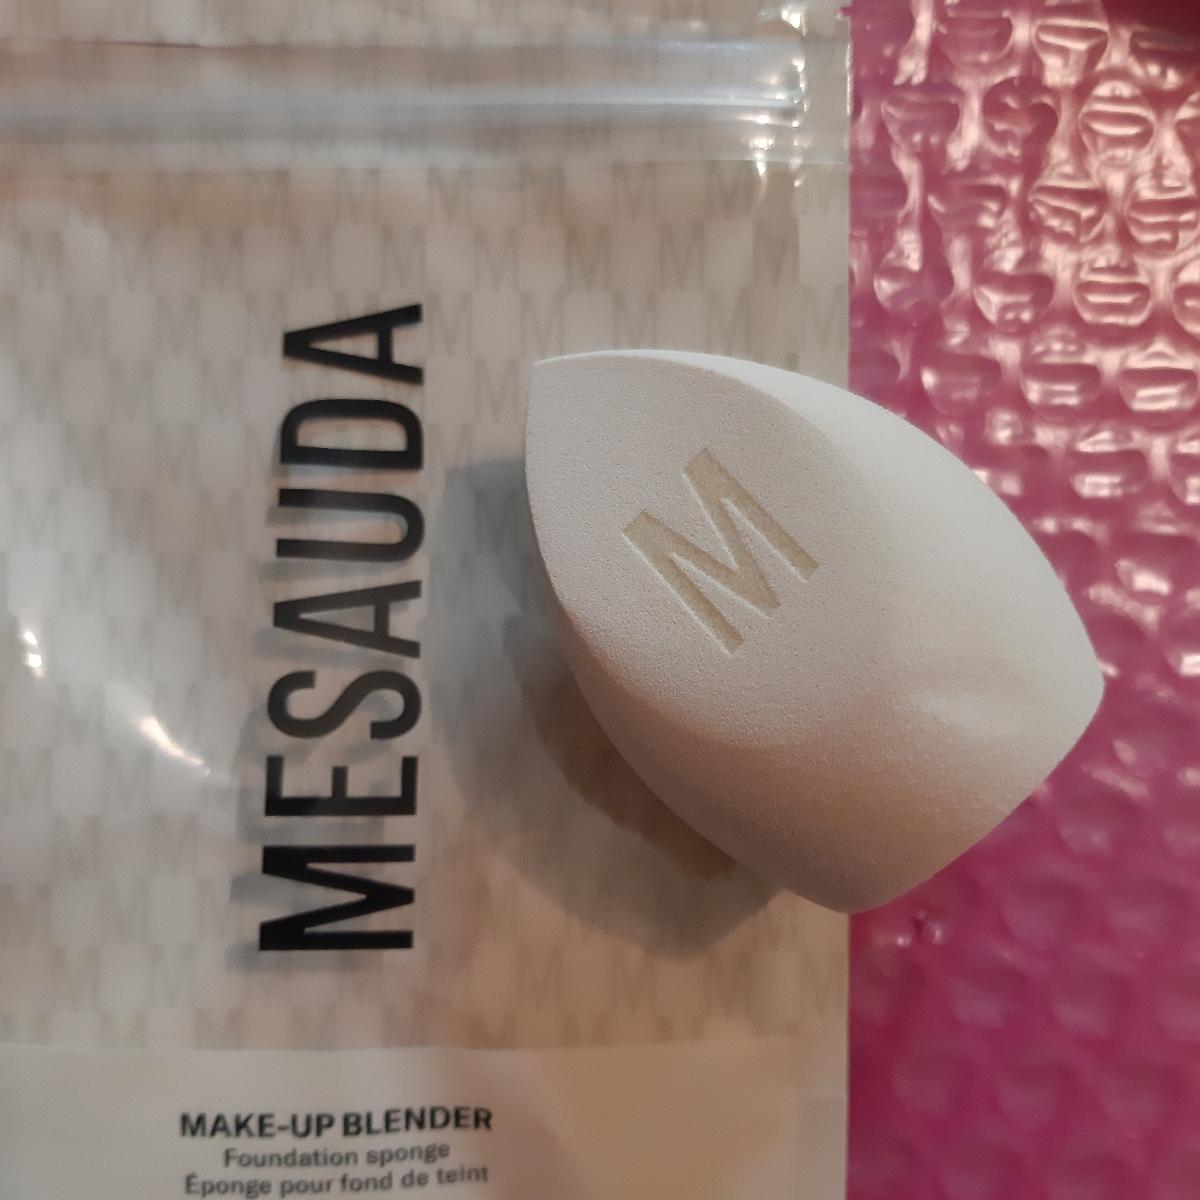 MESAUDA
M
MAKE-UP BLENDER
Foundation sponge
Éponge pour fond de teint